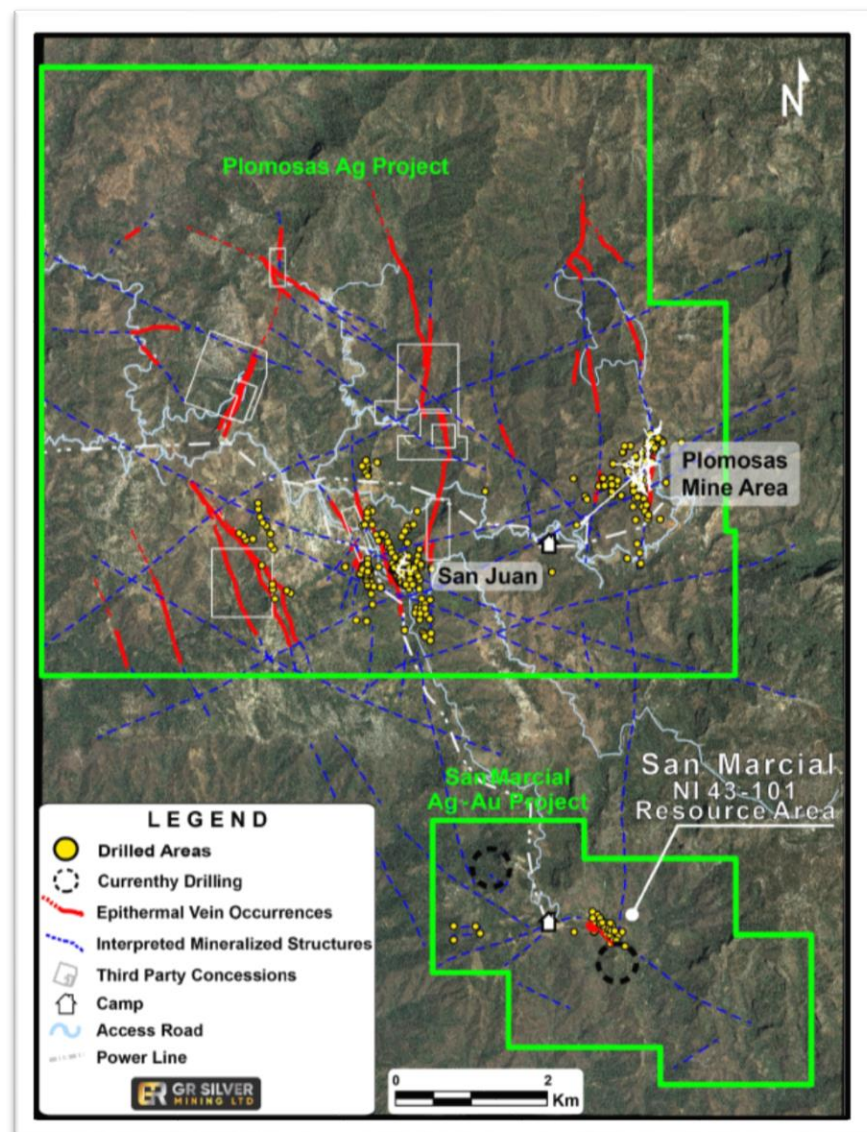 N
Plomosas Ag Project
Plomosas
Mine Area
San Juan
San Marcial
Ag-Au Project
San Marcial
NI 43-101
Resource Area
LEGEND
Drilled Areas
Currenthy Drilling
Epithermal Vein Occurrences
Interpreted Mineralized Structures
Third Party Concessions
Camp
Access Road
Power Line
GR SILVER
MINING LTD
0 2
Km